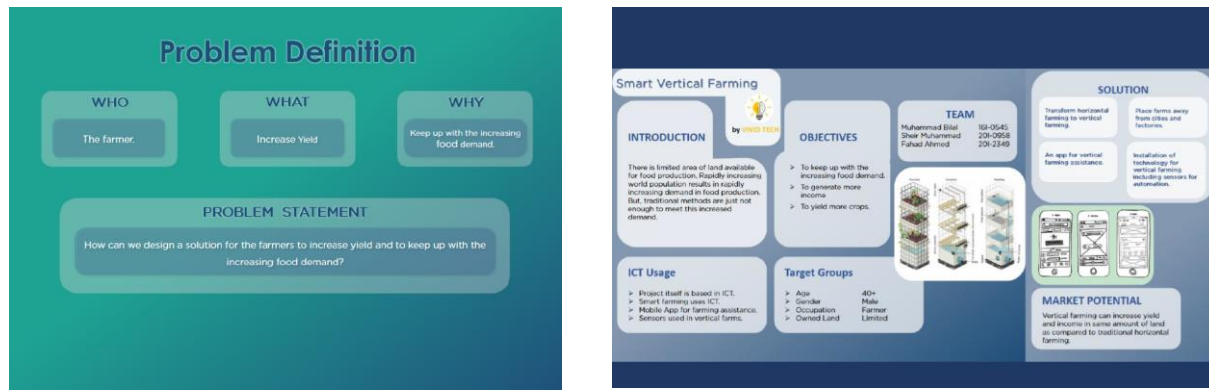 Problem Definition
WHO
The farmer.
WHAT
Increase Yield
WHY
Keep up with the increasing
food demand.
PROBLEM STATEMENT
How can we design a solution for the farmers to increase yield and to keep up with the
increasing food demand?
Smart Vertical Farming
by VIVID TECH
INTRODUCTION
There is limited area of land available
for food production. Rapidly increasing
world population results in rapidly
increasing demand in food production.
But, traditional methods are just not
enough to meet this increased
demand.
OBJECTIVES
➢ To keep up with the
increasing food demand.
➢ To generate more
income
➢ To yield more crops.
TEAM
Muhammad Bilal 161-0545
Sheir Muhammad 201-0958
Fahad Ahmed 201-2349
ICT Usage
➢ Project itself is based in ICT.
➢ Smart farming uses ICT.
➢ Mobile App for farming assistance.
➢ Sensors used in vertical farms.
Target Groups
➢ Age 40+
➢ Gender Male
➢ Occupation Farmer
➢ Owned Land Limited
SOLUTION
Transform horizontal
farming to vertical
farming.
Place farms away
from cities and
factories.
An app for vertical
farming assistance.
Installation of
technology for
vertical farming
including sensors for
automation.
MARKET POTENTIAL
Vertical farming can increase yield
and income in same amount of land
as compared to traditional horizontal
farming.